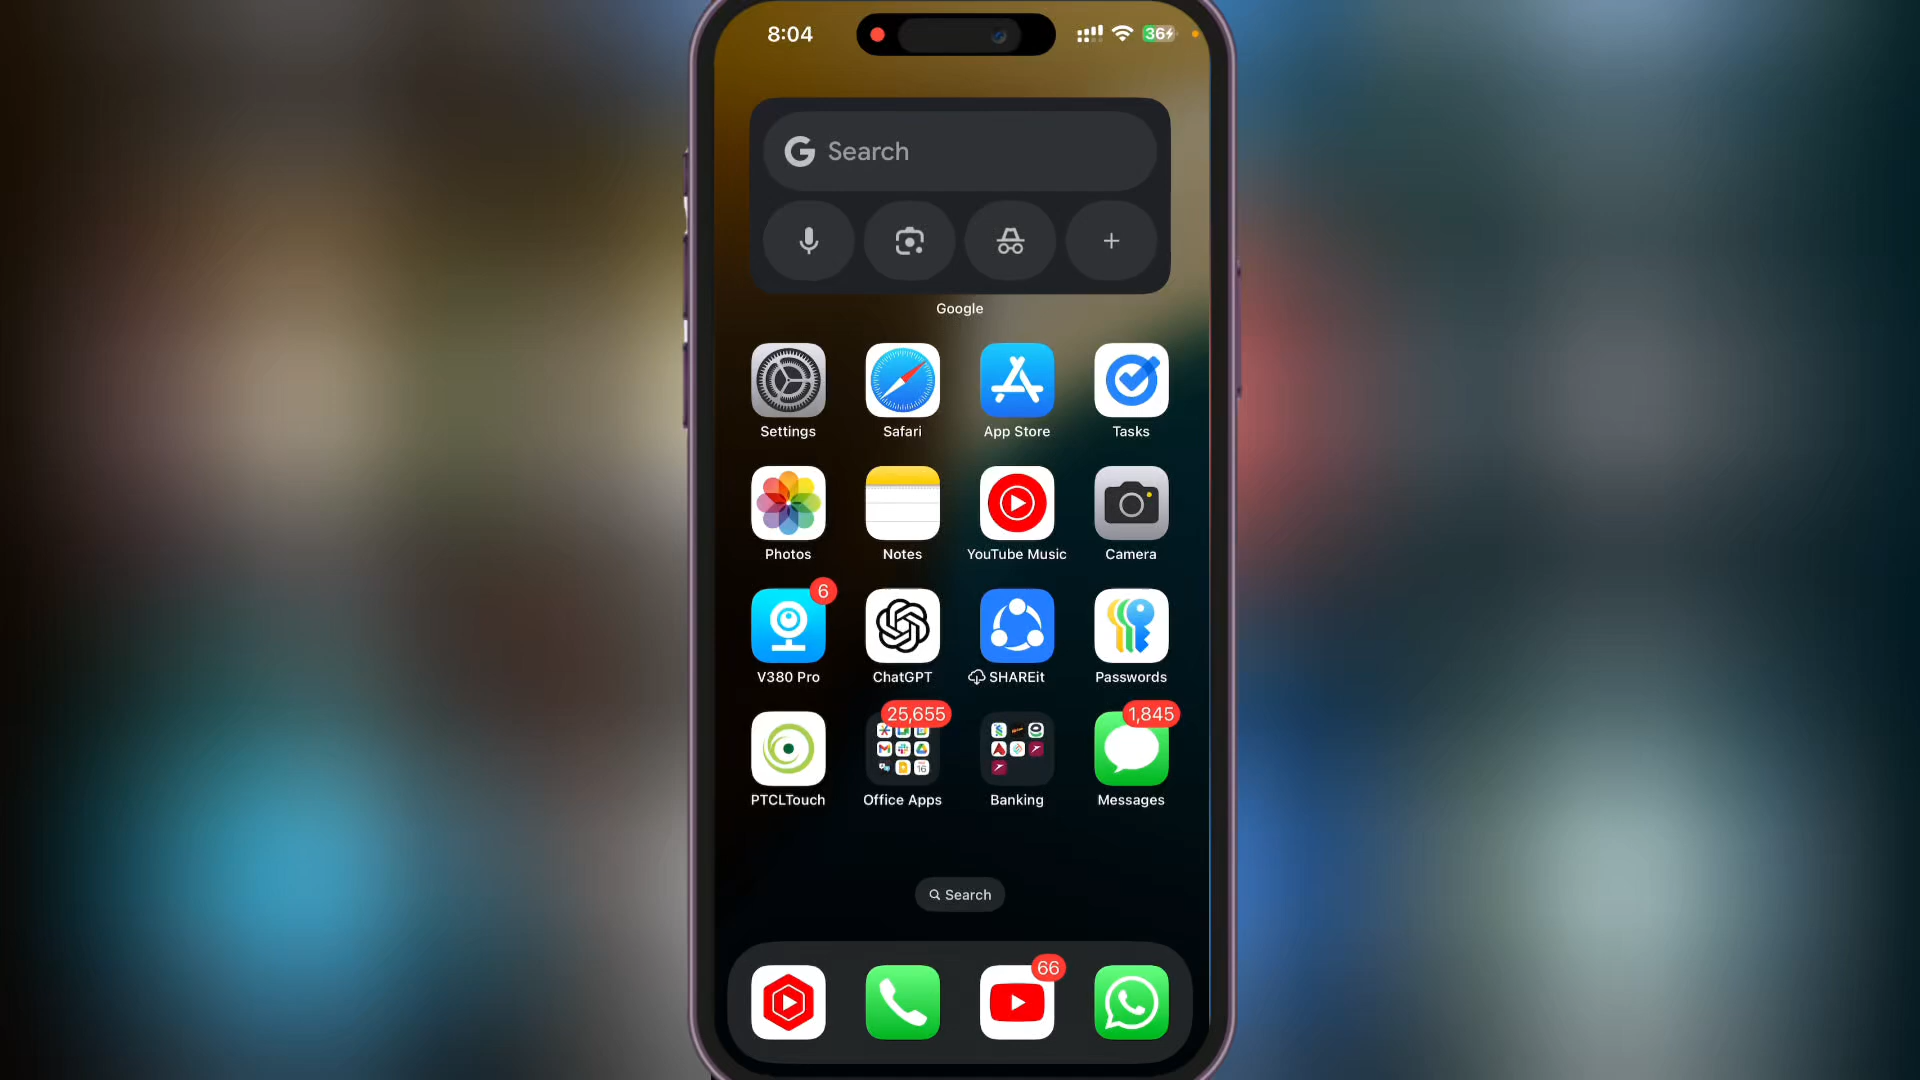 8:04
36
Search
Google
Settings
Safari
App Store
Tasks
Photos
Notes
YouTube Music
Camera
6
V380 Pro
ChatGPT
SHAREit
Passwords
25,655
1,845
16
PTCLTouch
Office Apps
Banking
Messages
Search
66